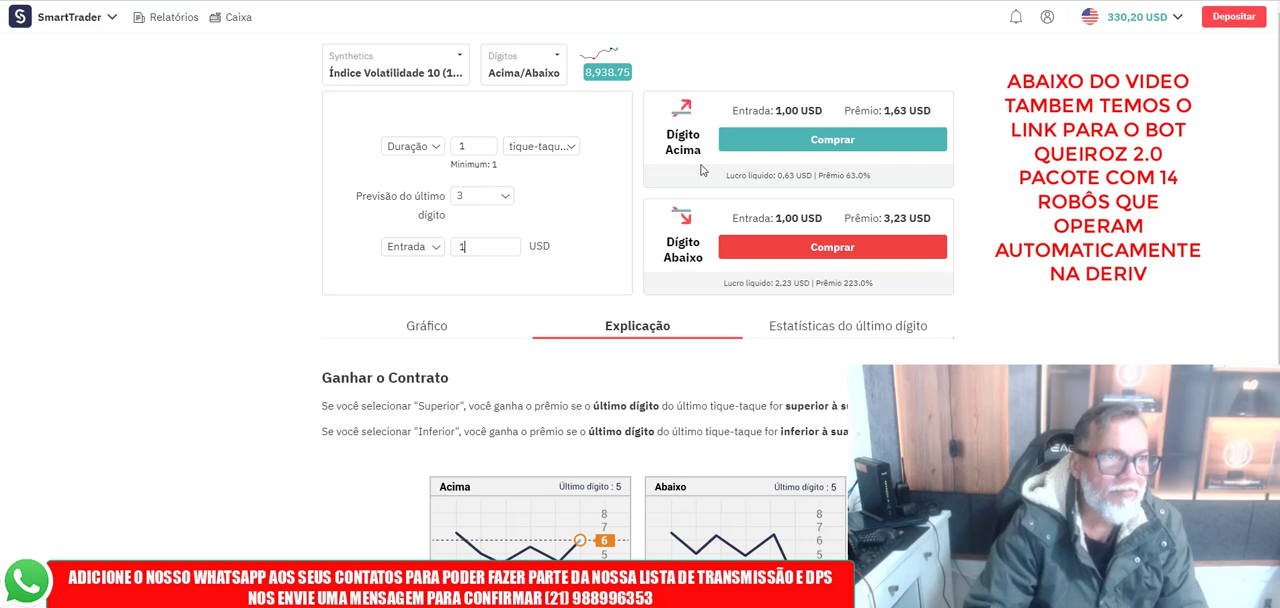 SmartTrader
Relatórios
Caixa
330,20 USD
Depositar
Synthetics
Índice Volatilidade 10 (1...
Dígitos
Acima/Abaixo
8,938.75
Duração
1
tique-taqu...
Minimum: 1
Previsão do último
dígito
3
Entrada
1
USD
Dígito
Acima
Entrada: 1,00 USD
Prêmio: 1,63 USD
Comprar
Lucro líquido: 0,63 USD | Prêmio 63.0%
Dígito
Abaixo
Entrada: 1,00 USD
Prêmio: 3,23 USD
Comprar
Lucro líquido: 2,23 USD | Prêmio 223.0%
ABAIXO DO VIDEO
TAMBEM TEMOS O
LINK PARA O BOT
QUEIROZ 2.0
PACOTE COM 14
ROBÔS QUE
OPERAM
AUTOMATICAMENTE
NA DERIV
Gráfico
Explicação
Estatísticas do último dígito
Ganhar o Contrato
Se você selecionar "Superior", você ganha o prêmio se o último dígito do último tique-taque for superior à su
Se você selecionar "Inferior", você ganha o prêmio se o último dígito do último tique-taque for inferior à sua
Acima
Último dígito : 5
8
7
6
5
Abaixo
Último dígito : 5
8
7
6
5
ADICIONE O NOSSO WHATSAPP AOS SEUS CONTATOS PARA PODER FAZER PARTE DA NOSSA LISTA DE TRANSMISSÃO E DPS
NOS ENVIE UMA MENSAGEM PARA CONFIRMAR (21) 988996353